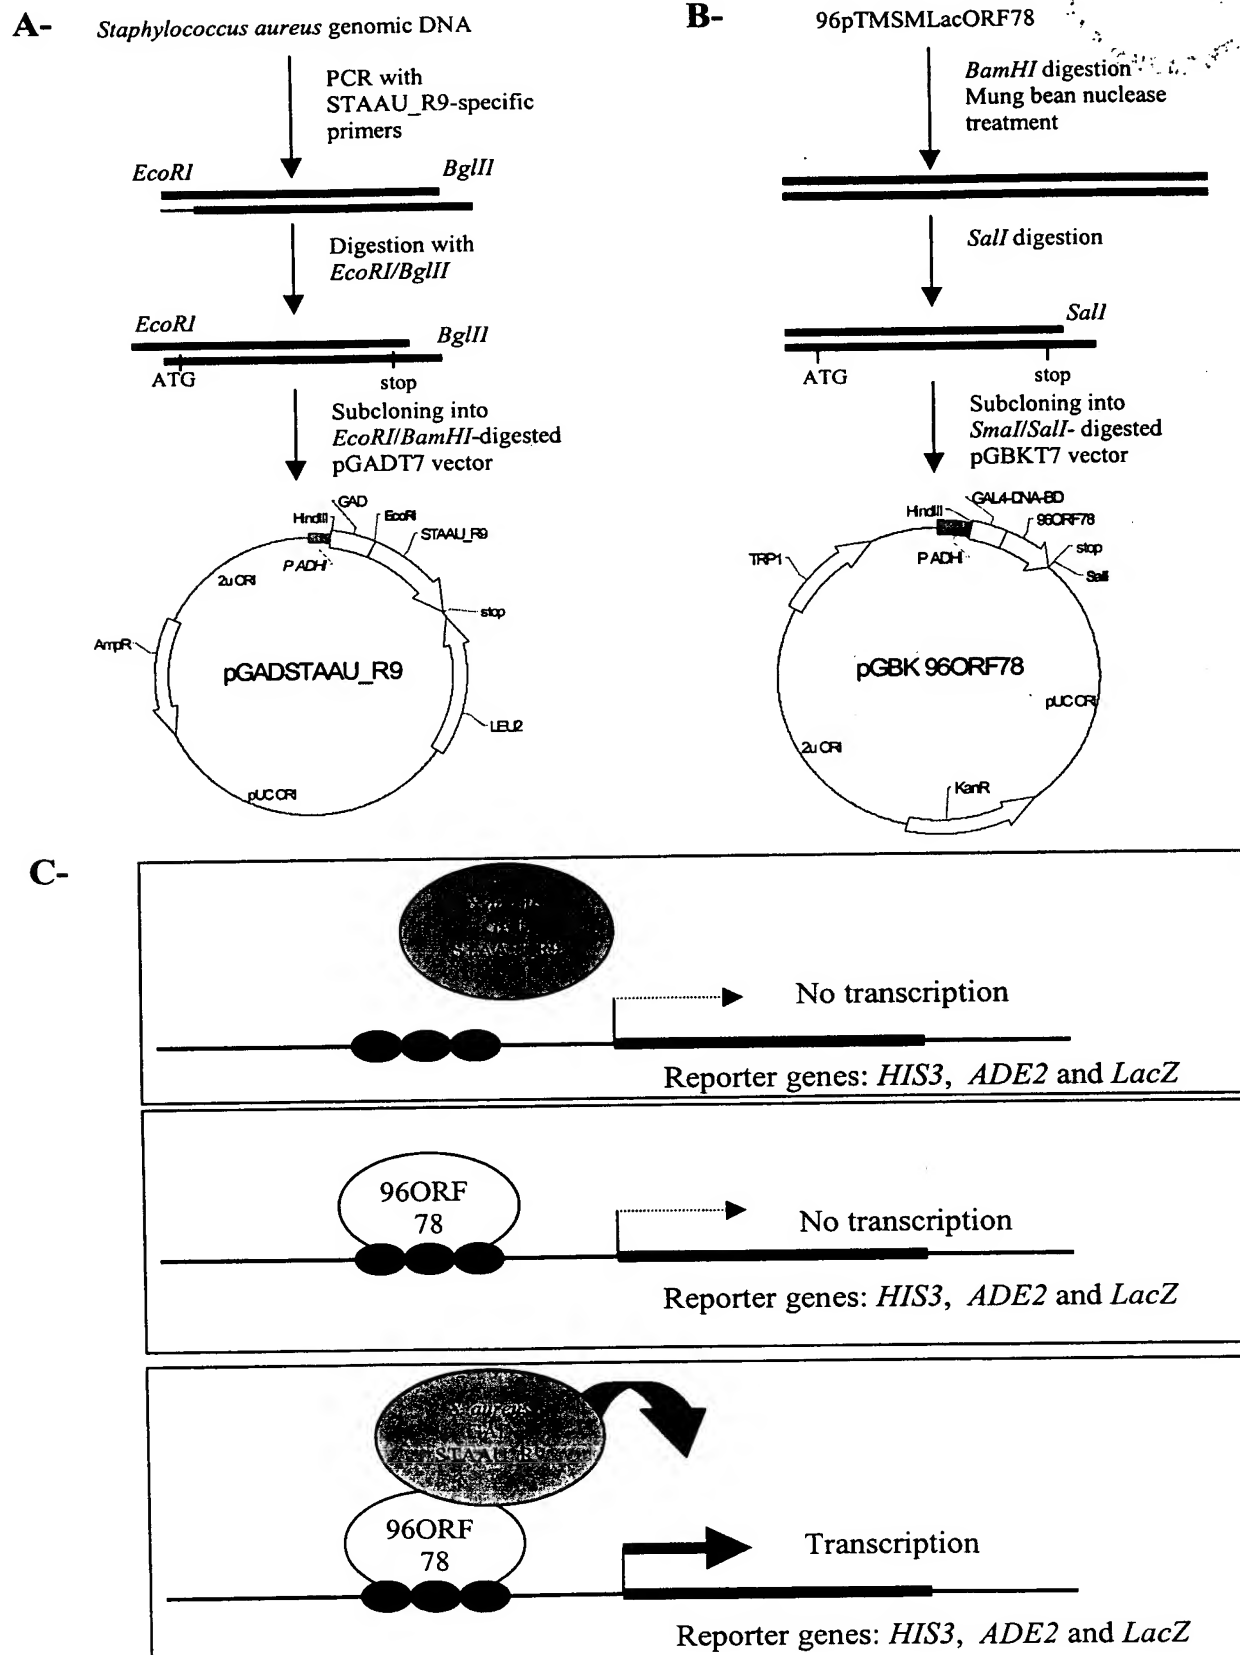 A-
Staphylococcus aureus genomic DNA
PCR with
STAAU_R9-specific
primers
EcoRI
BglII
Digestion with
EcoRI/BglII
EcoRI
BglII
ATG
stop
Subcloning into
EcoRI/BamHI-digested
pGADT7 vector
HindIII
GAD
EcoRI
STAAU_R9
P ADHI
2u ORI
stop
AmpR
pGADSTAAU_R9
LEU2
pUC ORI
B-
96pTMSMLacORF78
BamHI digestion
Mung bean nuclease
treatment
SalI digestion
SalI
ATG
stop
Subcloning into
SmaI/SalI- digested
pGBKT7 vector
GAL4-DNA-BD
HindIII
96ORF78
stop
SalI
P ADHI
TRP1
pGBK 96ORF78
pUC ORI
2u ORI
KanR
C-
No transcription
Reporter genes: HIS3, ADE2 and LacZ
96ORF
78
No transcription
Reporter genes: HIS3, ADE2 and LacZ
S. aureus
STAAU_R9
96ORF
78
Transcription
Reporter genes: HIS3, ADE2 and LacZ